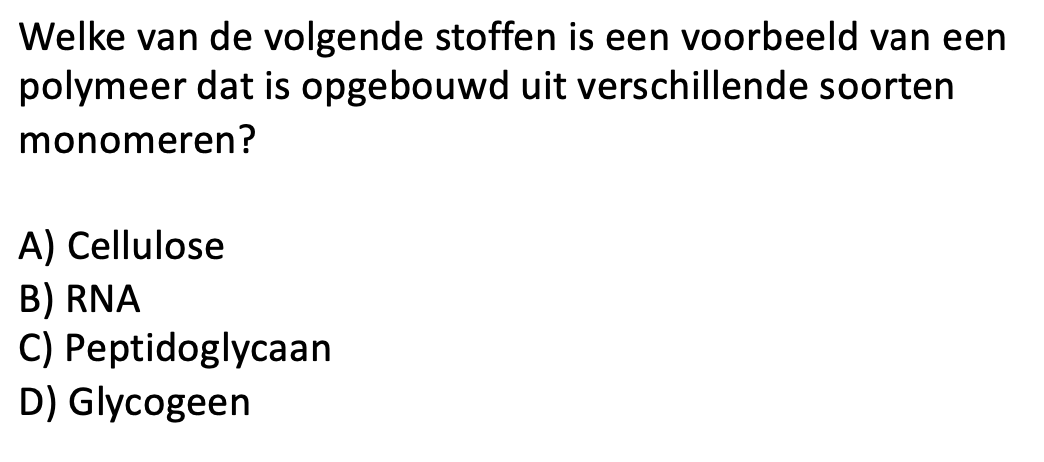 Welke van de volgende stoffen is een voorbeeld van een
polymeer dat is opgebouwd uit verschillende soorten
monomeren?
A) Cellulose
B) RNA
C) Peptidoglycaan
D) Glycogeen